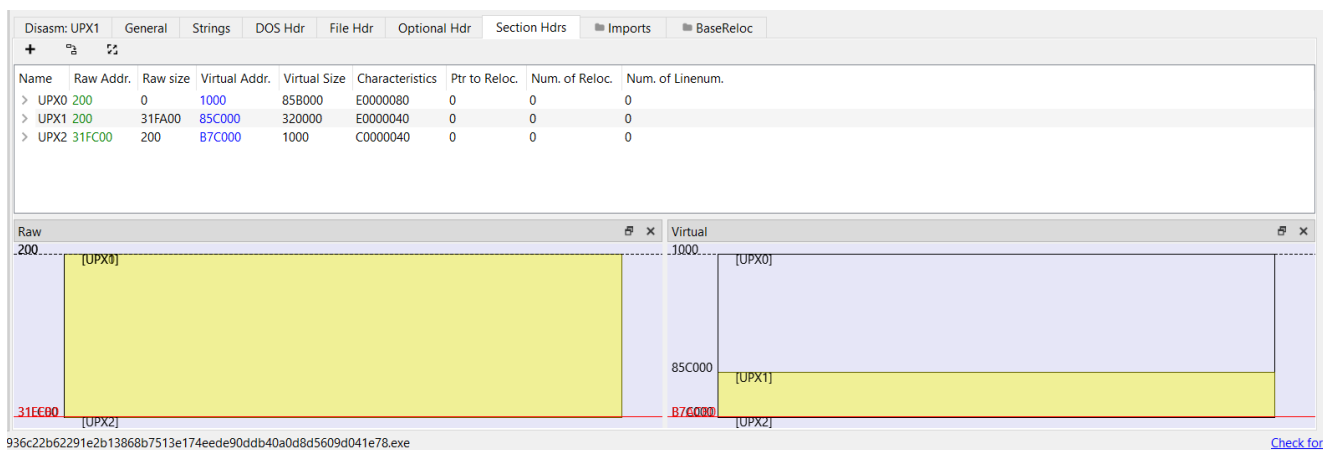 Disasm: UPX1 General Strings DOS Hdr File Hdr Optional Hdr Section Hdrs Imports BaseReloc
Name Raw Addr. Raw size Virtual Addr. Virtual Size Characteristics Ptr to Reloc. Num. of Reloc. Num. of Linenum.
> UPX0 200 0 1000 85B000 E0000080 0 0 0
> UPX1 200 31FA00 85C000 320000 E0000040 0 0 0
> UPX2 31FC00 200 B7C000 1000 C0000040 0 0 0
Raw
200
[UPX2]
Virtual
1000
[UPX0]
85C000
[UPX1]
[UPX2]
936c22b62291e2b13868b7513e174eede90ddb40a0d8d5609d041e78.exe
Check for